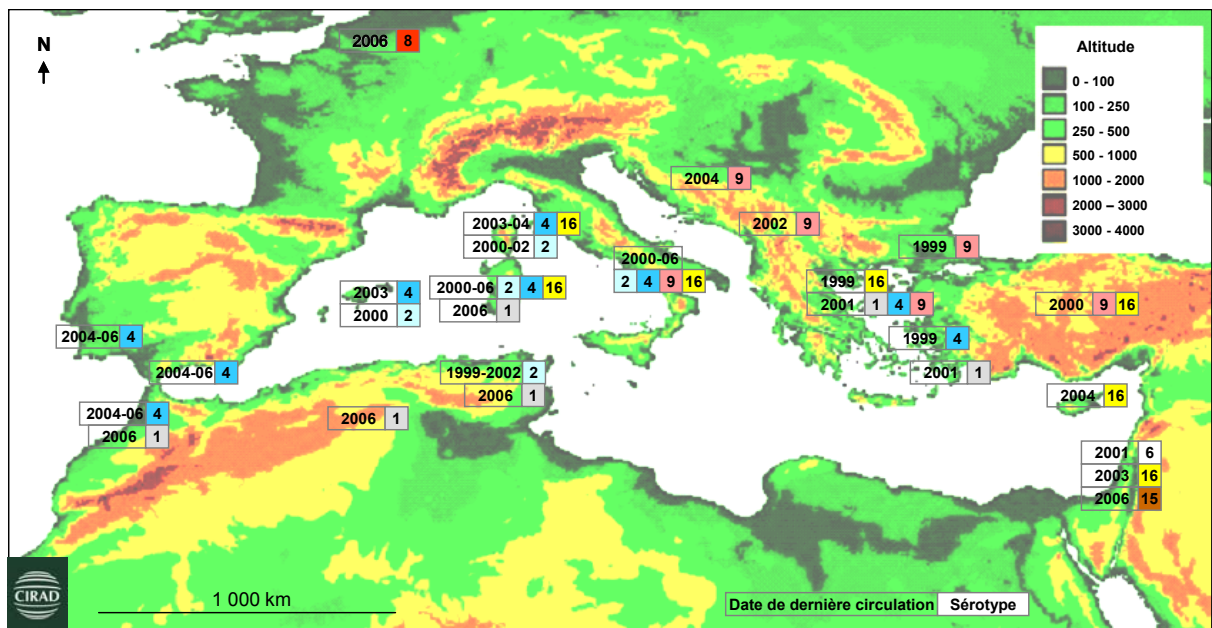 N
2006 8
Altitude
0 - 100
100 - 250
250 - 500
500 - 1000
1000 - 2000
2000 – 3000
3000 - 4000
2004 9
2003-04 4 16
2000-02 2
2002 9
1999 9
2000-06
2 4 9 16
2003 4
2000 2
2000-06 2 4 16
2006 1
1999 16
2001 1 4 9
2000 9 16
2004-06 4
1999 4
2004-06 4
1999-2002 2
2006 1
2001 1
2004 16
2004-06 4
2006 1
2006 1
2001 6
2003 16
2006 15
CIRAD
1 000 km
Date de dernière circulation Sérotype